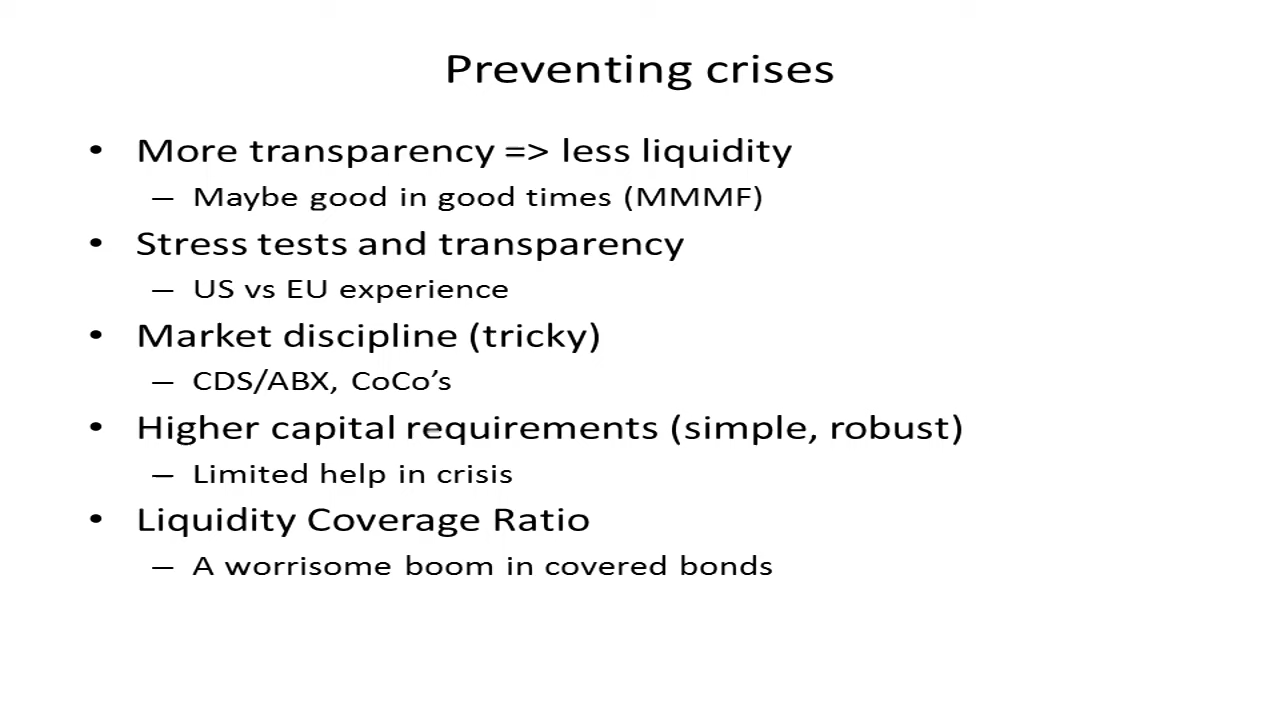 Preventing crises
• More transparency => less liquidity
– Maybe good in good times (MMMF)
• Stress tests and transparency
– US vs EU experience
• Market discipline (tricky)
– CDS/ABX, CoCo’s
• Higher capital requirements (simple, robust)
– Limited help in crisis
• Liquidity Coverage Ratio
– A worrisome boom in covered bonds